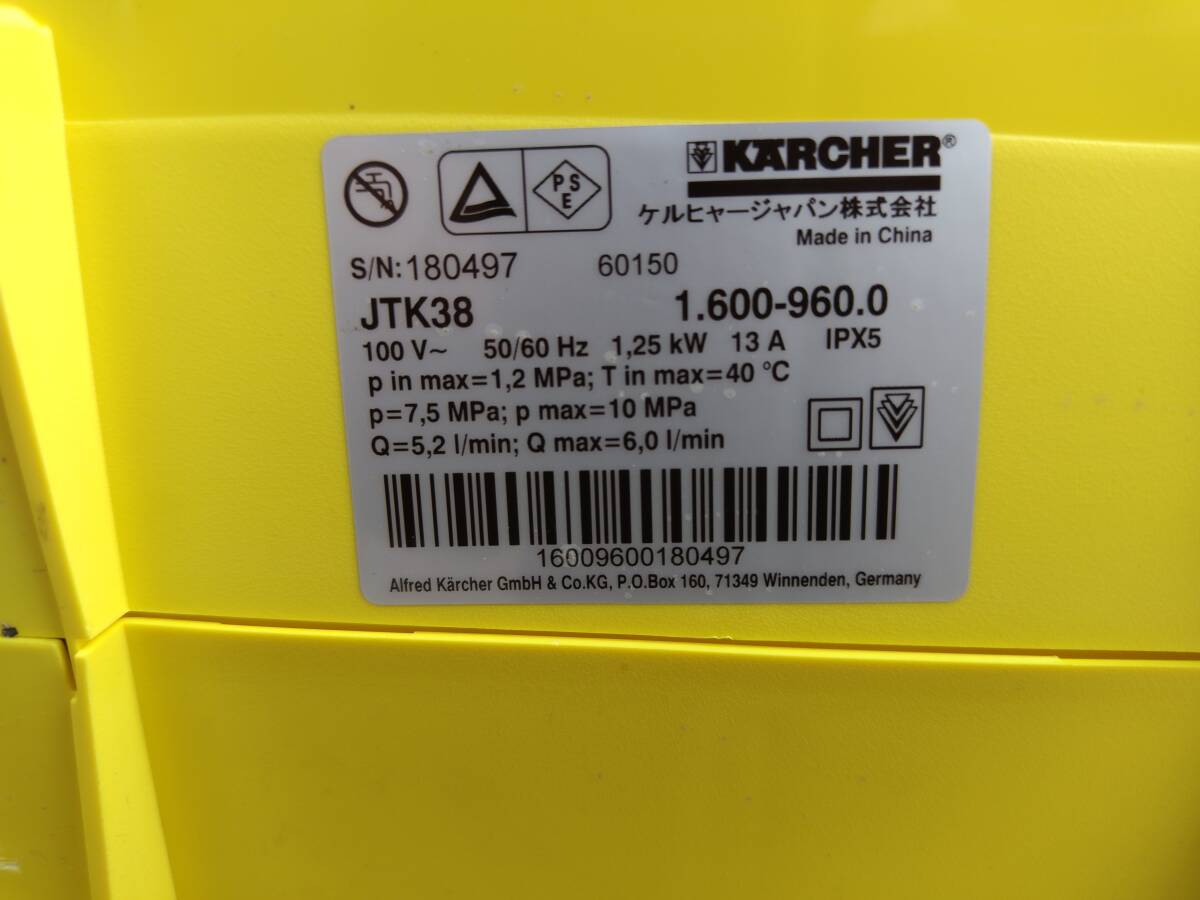 KÄRCHER®
PS
E
ケルヒャージャパン株式会社
Made in China
S/N: 180497 60150
JTK38 1.600-960.0
100 V~ 50/60 Hz 1,25 kW 13 A IPX5
p in max=1,2 MPa; T in max=40 °C
p=7,5 MPa; p max=10 MPa
Q=5,2 l/min; Q max=6,0 l/min
16009600180497
Alfred Kärcher GmbH & Co.KG, P.O.Box 160, 71349 Winnenden, Germany